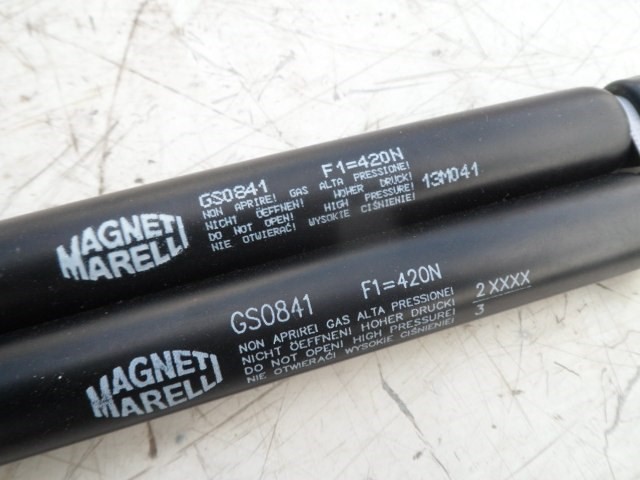 MAGNETI
MARELLI
GS0841 F1=420N
NON APRIRE! GAS ALTA PRESSIONE!
NICHT ÖEFFNEN! HOHER DRUCK!
DO NOT OPEN! HIGH PRESSURE!
NIE OTWIERAĆ! WYSOKIE CIŚNIENIE!
13M041
MAGNETI
MARELLI
GS0841 F1=420N
NON APRIRE! GAS ALTA PRESSIONE!
NICHT ÖEFFNEN! HOHER DRUCK!
DO NOT OPEN! HIGH PRESSURE!
NIE OTWIERAĆ! WYSOKIE CIŚNIENIE!
2 XXXX
3